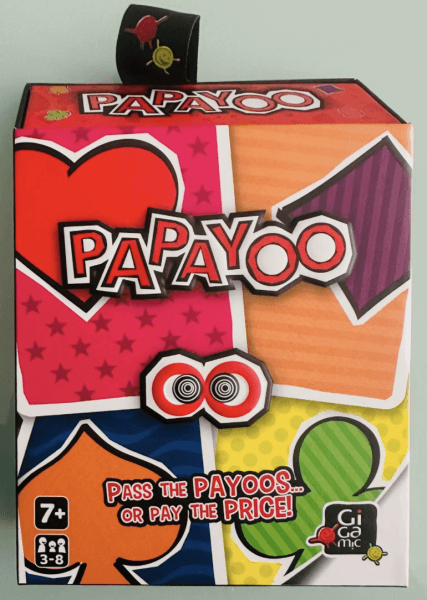 PAPAYOO
PAPAYOO
PASS THE PAYOOS...
OR PAY THE PRICE!
7+
3-8
GiGaMiC